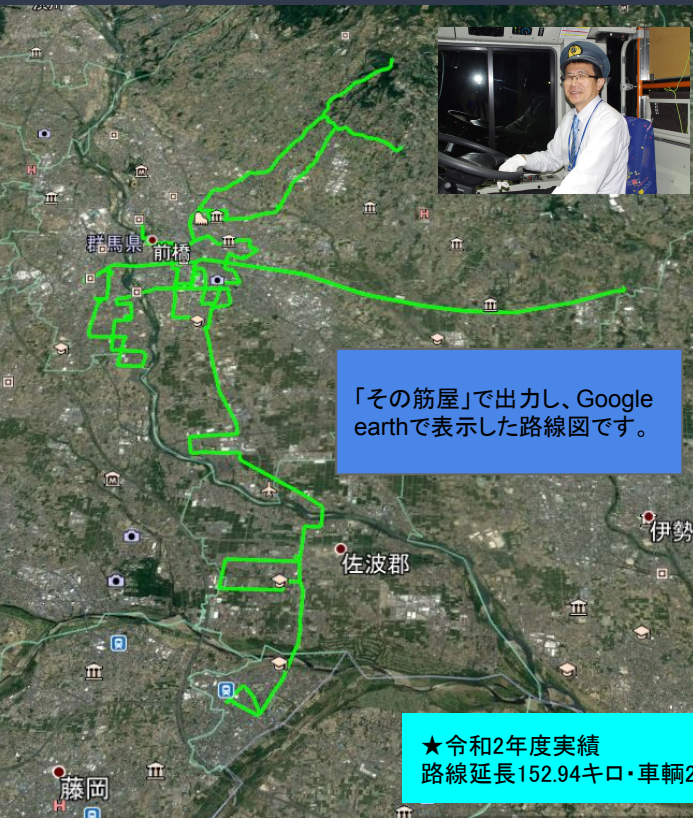 群馬県
前橋
「その筋屋」で出力し、Google
earthで表示した路線図です。
伊勢
佐波郡
★令和2年度実績
路線延長152.94キロ・車輌2
藤岡